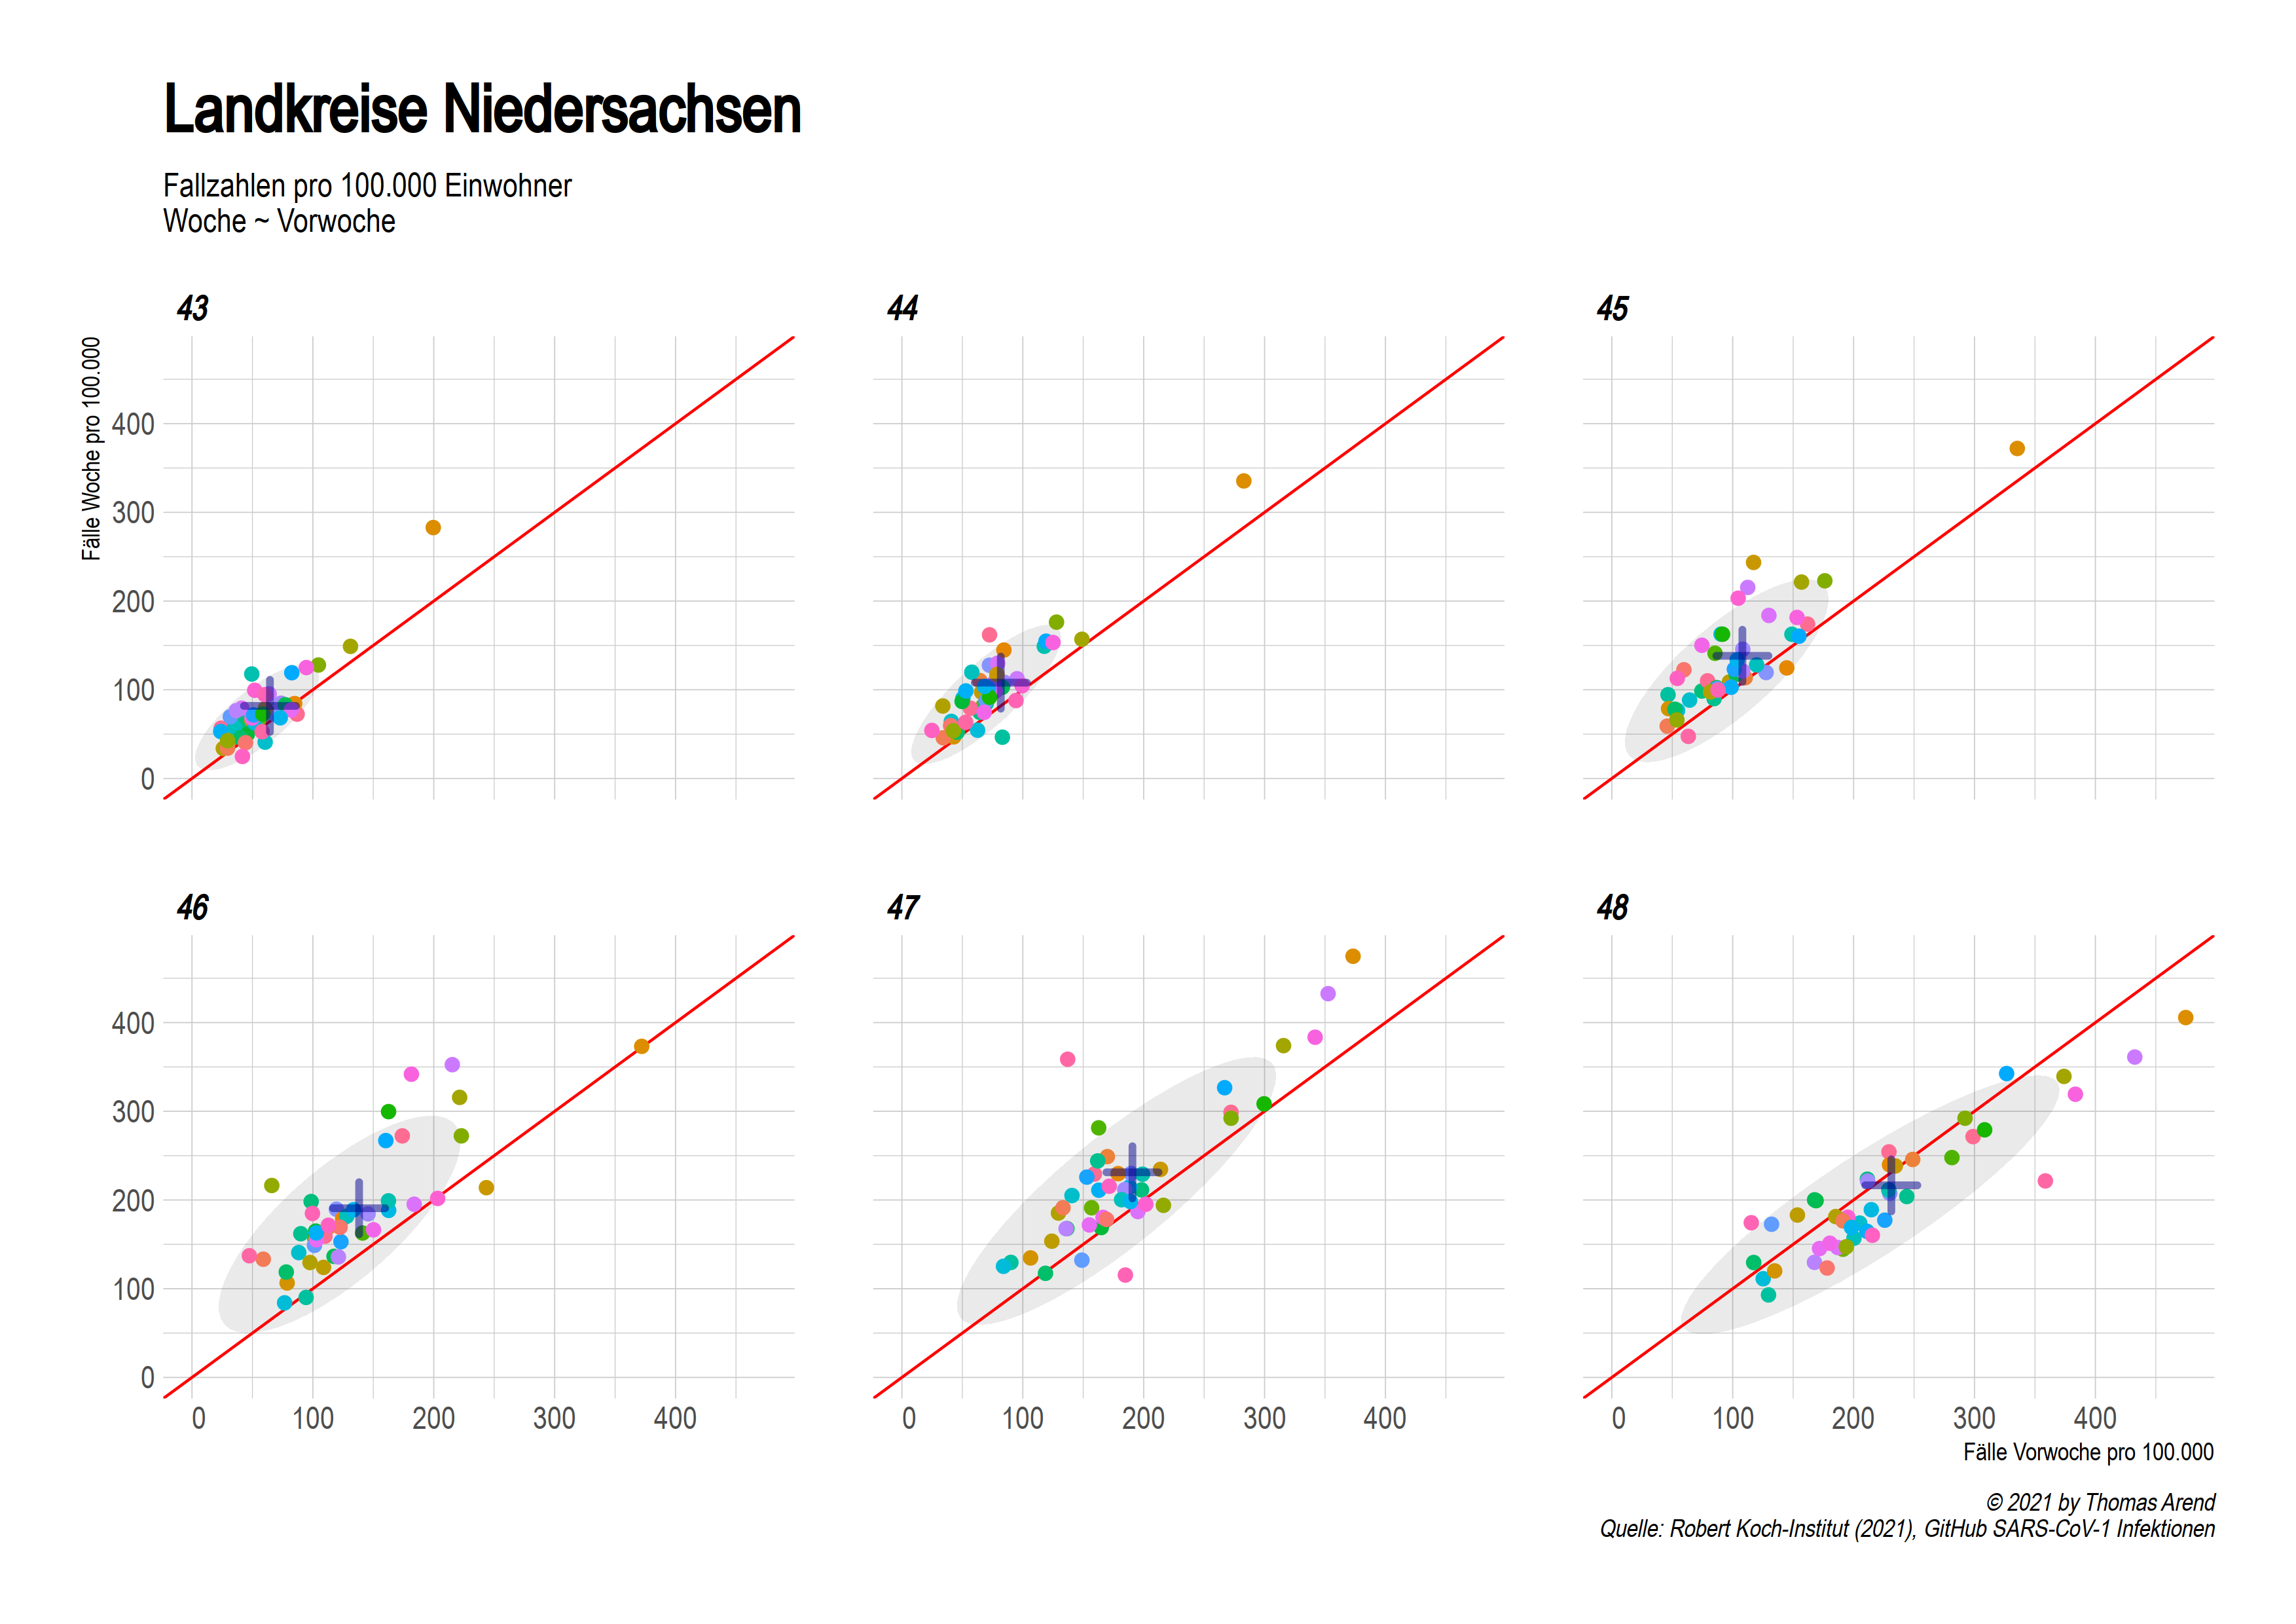 Landkreise Niedersachsen
Fallzahlen pro 100.000 Einwohner
Woche ~ Vorwoche
43
44
45
Fälle Woche pro 100.000
400
300
200
100
0
46
47
48
400
300
200
100
0
0 100 200 300 400
0 100 200 300 400
0 100 200 300 400
Fälle Vorwoche pro 100.000
© 2021 by Thomas Arend
Quelle: Robert Koch-Institut (2021), GitHub SARS-CoV-1 Infektionen